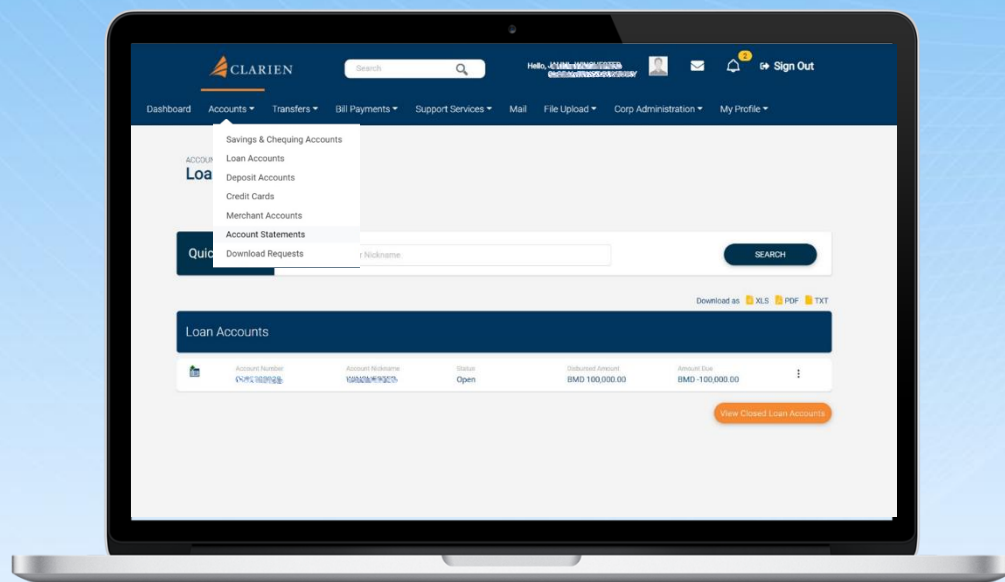 CLARIEN
Search
Hello,
2
Sign Out
Dashboard Accounts Transfers Bill Payments Support Services Mail File Upload Corp Administration My Profile
Savings & Chequing Accounts
Loan Accounts
Deposit Accounts
Credit Cards
Merchant Accounts
Account Statements
Download Requests
ACCOU
Loa
Quic
r Nickname
SEARCH
Download as XLS PDF TXT
Loan Accounts
Account Number Account Nickname Status Disbursed Amount Amount Due
Open BMD 100,000.00 BMD -100,000.00
View Closed Loan Accounts